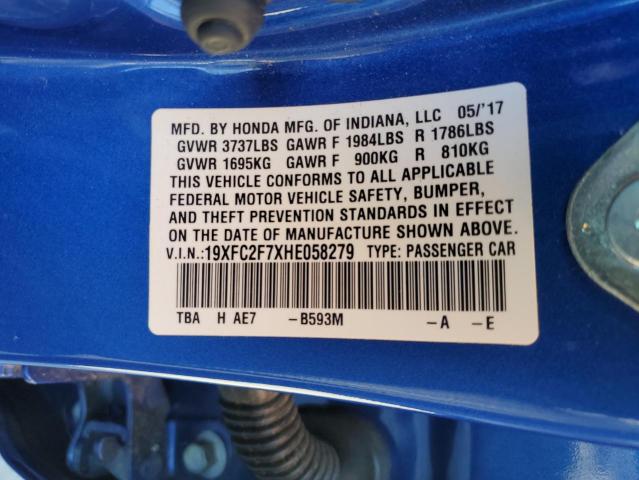 MFD. BY HONDA MFG. OF INDIANA, LLC 05/'17
GVWR 3737LBS GAWR F 1984LBS R 1786LBS
GVWR 1695KG GAWR F 900KG R 810KG
THIS VEHICLE CONFORMS TO ALL APPLICABLE
FEDERAL MOTOR VEHICLE SAFETY, BUMPER,
AND THEFT PREVENTION STANDARDS IN EFFECT
ON THE DATE OF MANUFACTURE SHOWN ABOVE.
V.I.N.:19XFC2F7XHE058279 TYPE: PASSENGER CAR
TBA H AE7 -B593M -A -E